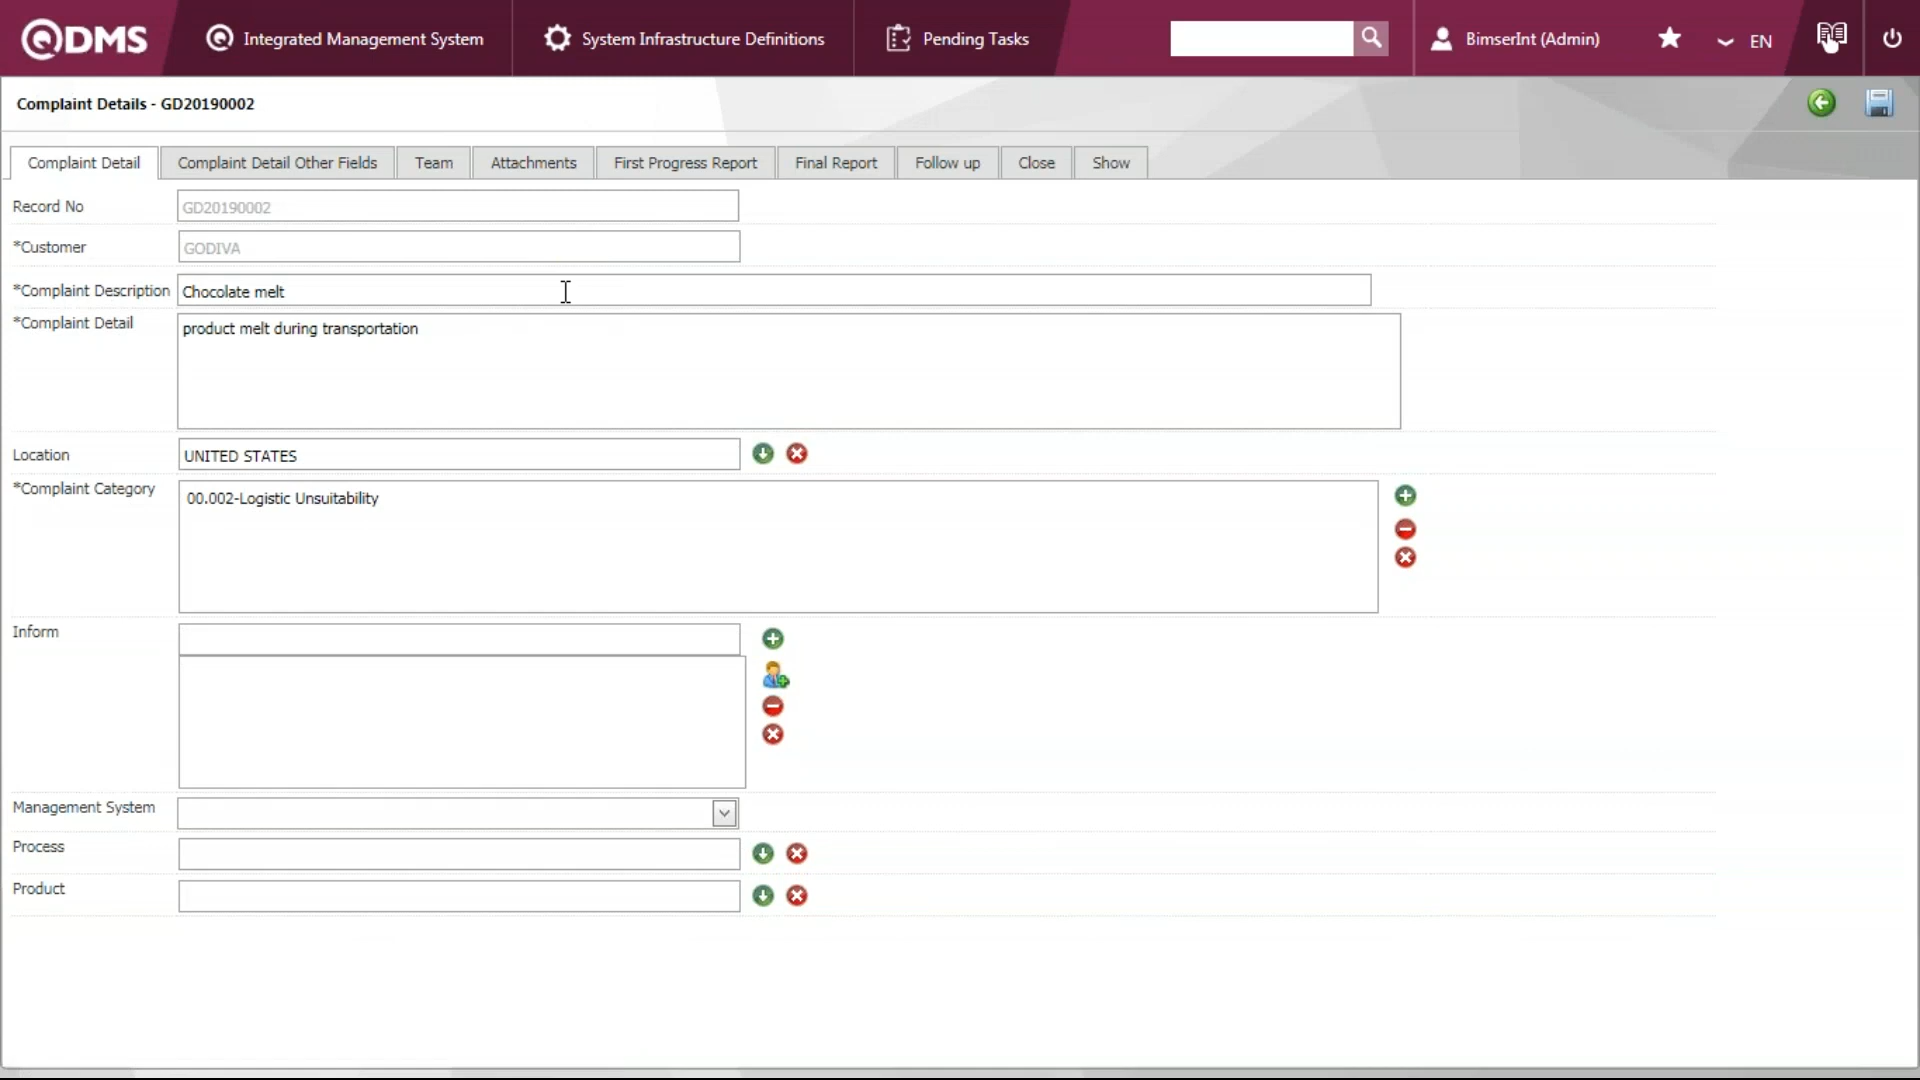 QDMS
Integrated Management System
System Infrastructure Definitions
Pending Tasks
BimserInt (Admin)
EN
Complaint Details - GD20190002
Complaint Detail
Complaint Detail Other Fields
Team
Attachments
First Progress Report
Final Report
Follow up
Close
Show
Record No
GD20190002
*Customer
GODIVA
*Complaint Description
Chocolate melt
*Complaint Detail
product melt during transportation
Location
UNITED STATES
*Complaint Category
00.002-Logistic Unsuitability
Inform
Management System
Process
Product